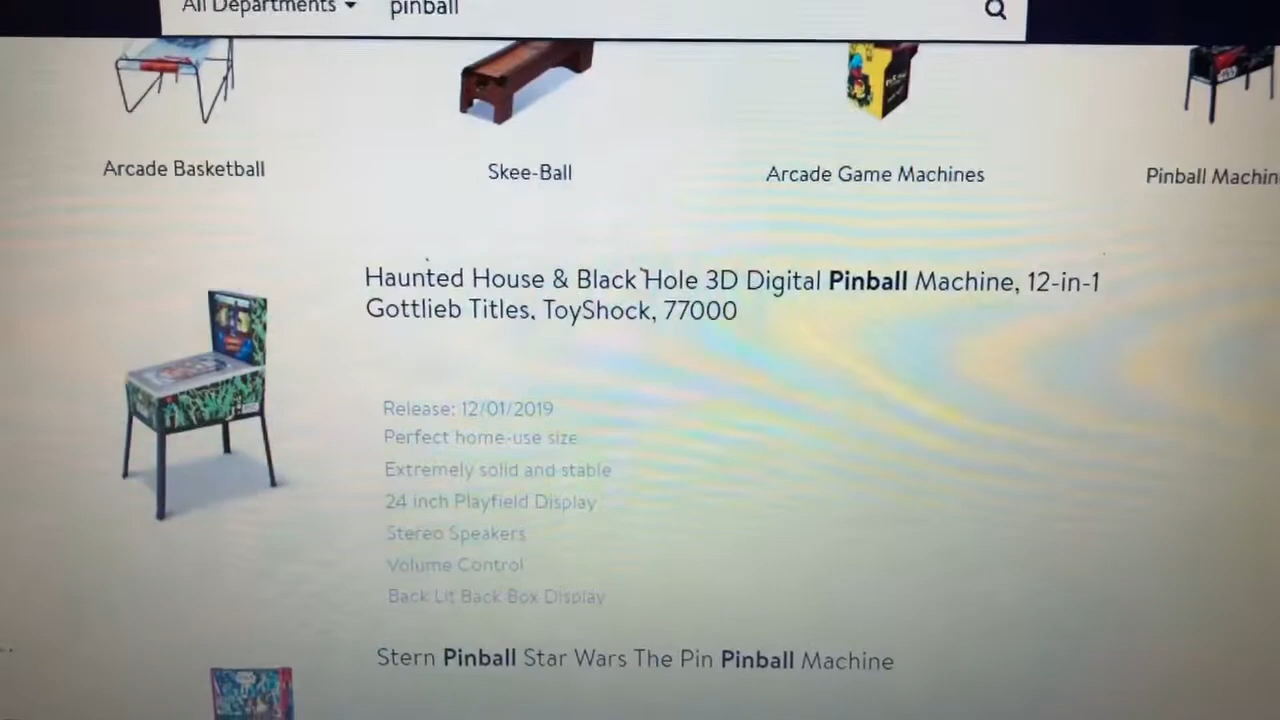 All Departments pinball
Arcade Basketball
Skee-Ball
Arcade Game Machines
Pinball Machin
Haunted House & Black Hole 3D Digital Pinball Machine, 12-in-1
Gottlieb Titles, ToyShock, 77000
Release: 12/01/2019
Perfect home-use size
Extremely solid and stable
24 inch Playfield Display
Stereo Speakers
Volume Control
Back Lit Back Box Display
Stern Pinball Star Wars The Pin Pinball Machine